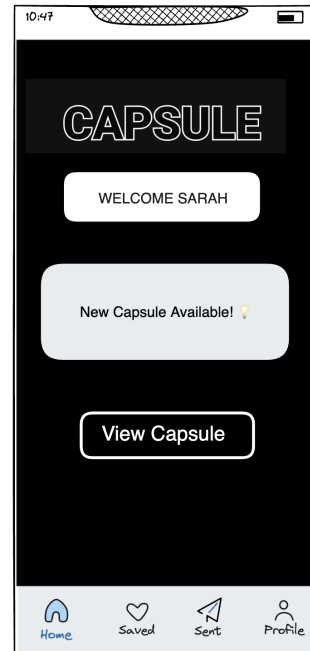 10:47
CAPSULE
WELCOME SARAH
New Capsule Available! 💡
View Capsule
Home Saved Sent Profile